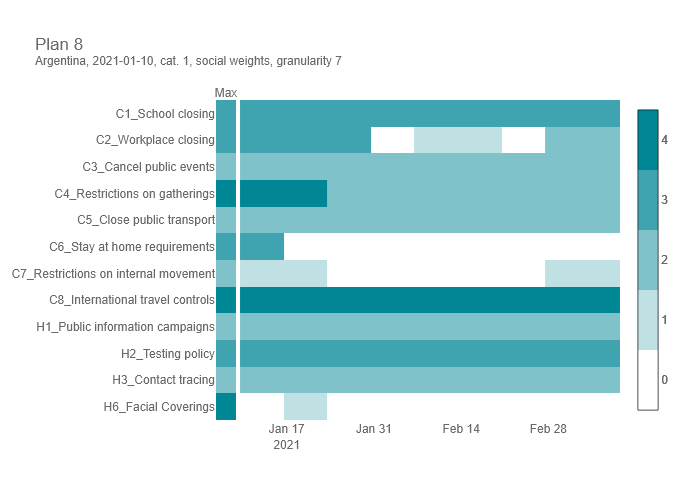 Plan 8
Argentina, 2021-01-10, cat. 1, social weights, granularity 7
Max
C1_School closing
C2_Workplace closing
C3_Cancel public events
C4_Restrictions on gatherings
C5_Close public transport
C6_Stay at home requirements
C7_Restrictions on internal movement
C8_International travel controls
H1_Public information campaigns
H2_Testing policy
H3_Contact tracing
H6_Facial Coverings
Jan 17 Jan 31 Feb 14 Feb 28
2021
4
3
2
1
0